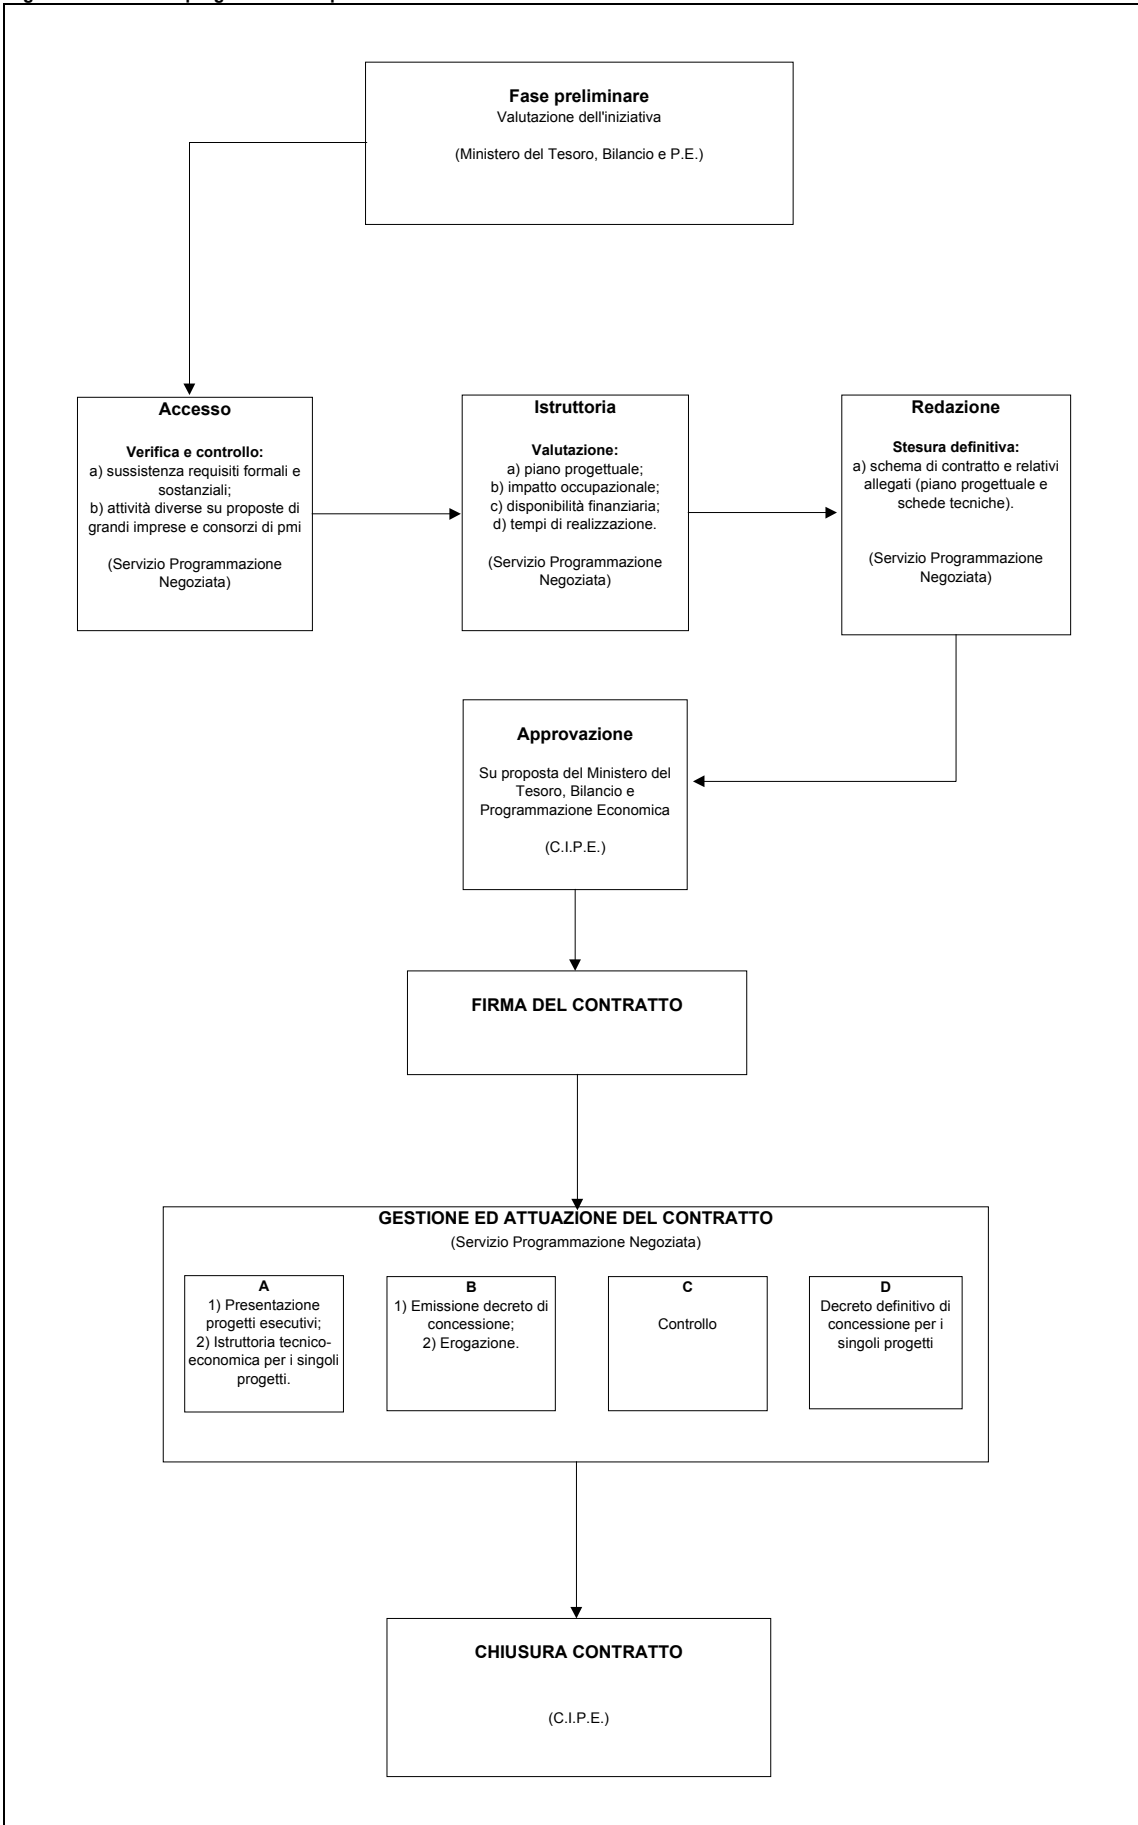 Fase preliminare
Valutazione dell'iniziativa
(Ministero del Tesoro, Bilancio e P.E.)
Accesso
Verifica e controllo:
a) sussistenza requisiti formali e
sostanziali;
b) attività diverse su proposte di
grandi imprese e consorzi di pmi
(Servizio Programmazione
Negoziata)
Istruttoria
Valutazione:
a) piano progettuale;
b) impatto occupazionale;
c) disponibilità finanziaria;
d) tempi di realizzazione.
(Servizio Programmazione
Negoziata)
Redazione
Stesura definitiva:
a) schema di contratto e relativi
allegati (piano progettuale e
schede tecniche).
(Servizio Programmazione
Negoziata)
Approvazione
Su proposta del Ministero del
Tesoro, Bilancio e
Programmazione Economica
(C.I.P.E.)
FIRMA DEL CONTRATTO
GESTIONE ED ATTUAZIONE DEL CONTRATTO
(Servizio Programmazione Negoziata)
A
1) Presentazione
progetti esecutivi;
2) Istruttoria tecnico-
economica per i singoli
progetti.
B
1) Emissione decreto di
concessione;
2) Erogazione.
C
Controllo
D
Decreto definitivo di
concessione per i
singoli progetti
CHIUSURA CONTRATTO
(C.I.P.E.)